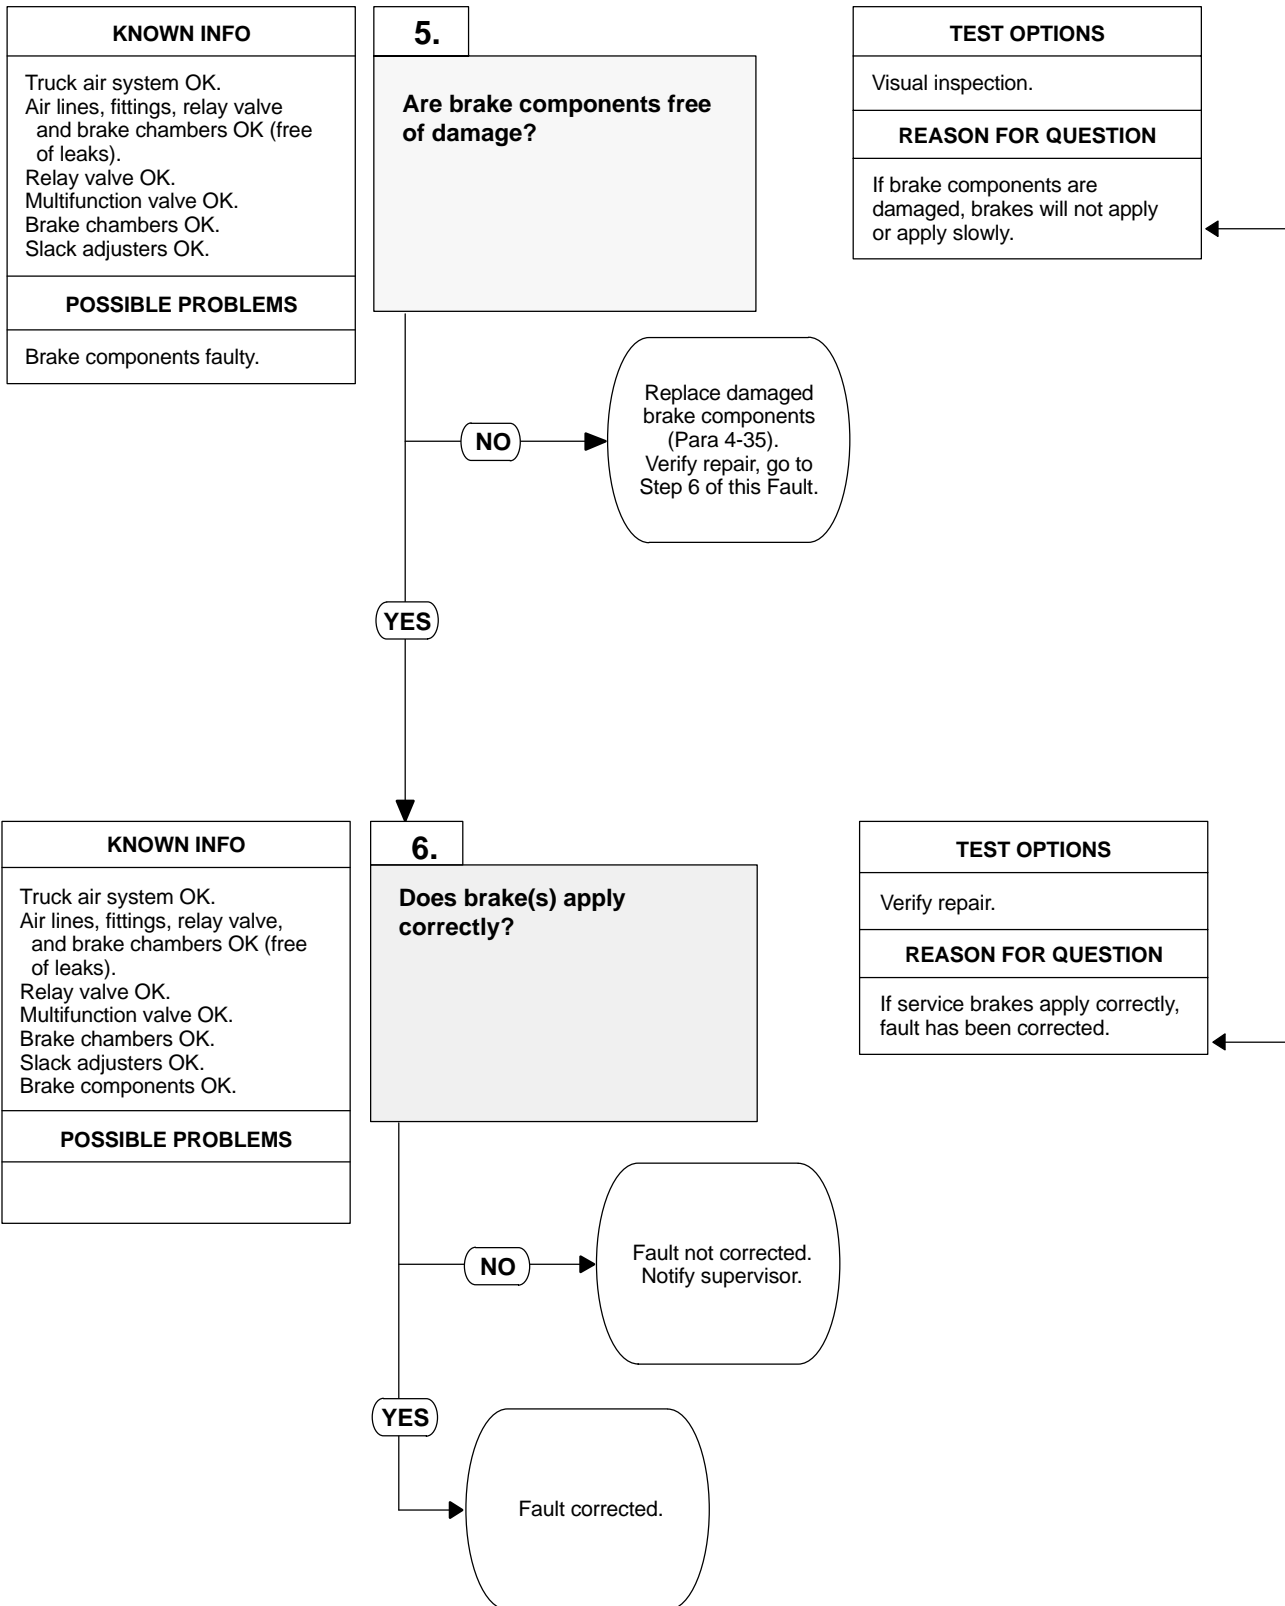 KNOWN INFO
Truck air system OK.
Air lines, fittings, relay valve
and brake chambers OK (free
of leaks).
Relay valve OK.
Multifunction valve OK.
Brake chambers OK.
Slack adjusters OK.
POSSIBLE PROBLEMS
Brake components faulty.
5.
Are brake components free
of damage?
TEST OPTIONS
Visual inspection.
REASON FOR QUESTION
If brake components are
damaged, brakes will not apply
or apply slowly.
NO
Replace damaged
brake components
(Para 4-35).
Verify repair, go to
Step 6 of this Fault.
YES
KNOWN INFO
Truck air system OK.
Air lines, fittings, relay valve,
and brake chambers OK (free
of leaks).
Relay valve OK.
Multifunction valve OK.
Brake chambers OK.
Slack adjusters OK.
Brake components OK.
POSSIBLE PROBLEMS
6.
Does brake(s) apply
correctly?
TEST OPTIONS
Verify repair.
REASON FOR QUESTION
If service brakes apply correctly,
fault has been corrected.
NO
Fault not corrected.
Notify supervisor.
YES
Fault corrected.